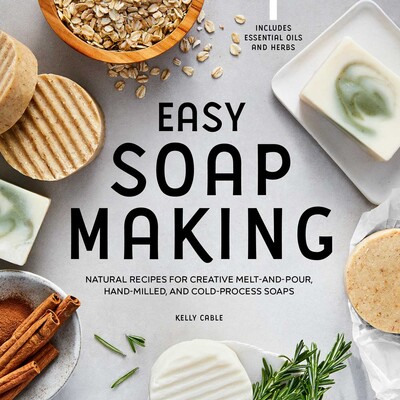 INCLUDES
ESSENTIAL OILS
AND HERBS
EASY
SOAP
MAKING
NATURAL RECIPES FOR CREATIVE MELT-AND-POUR,
HAND-MILLED, AND COLD-PROCESS SOAPS
KELLY CABLE